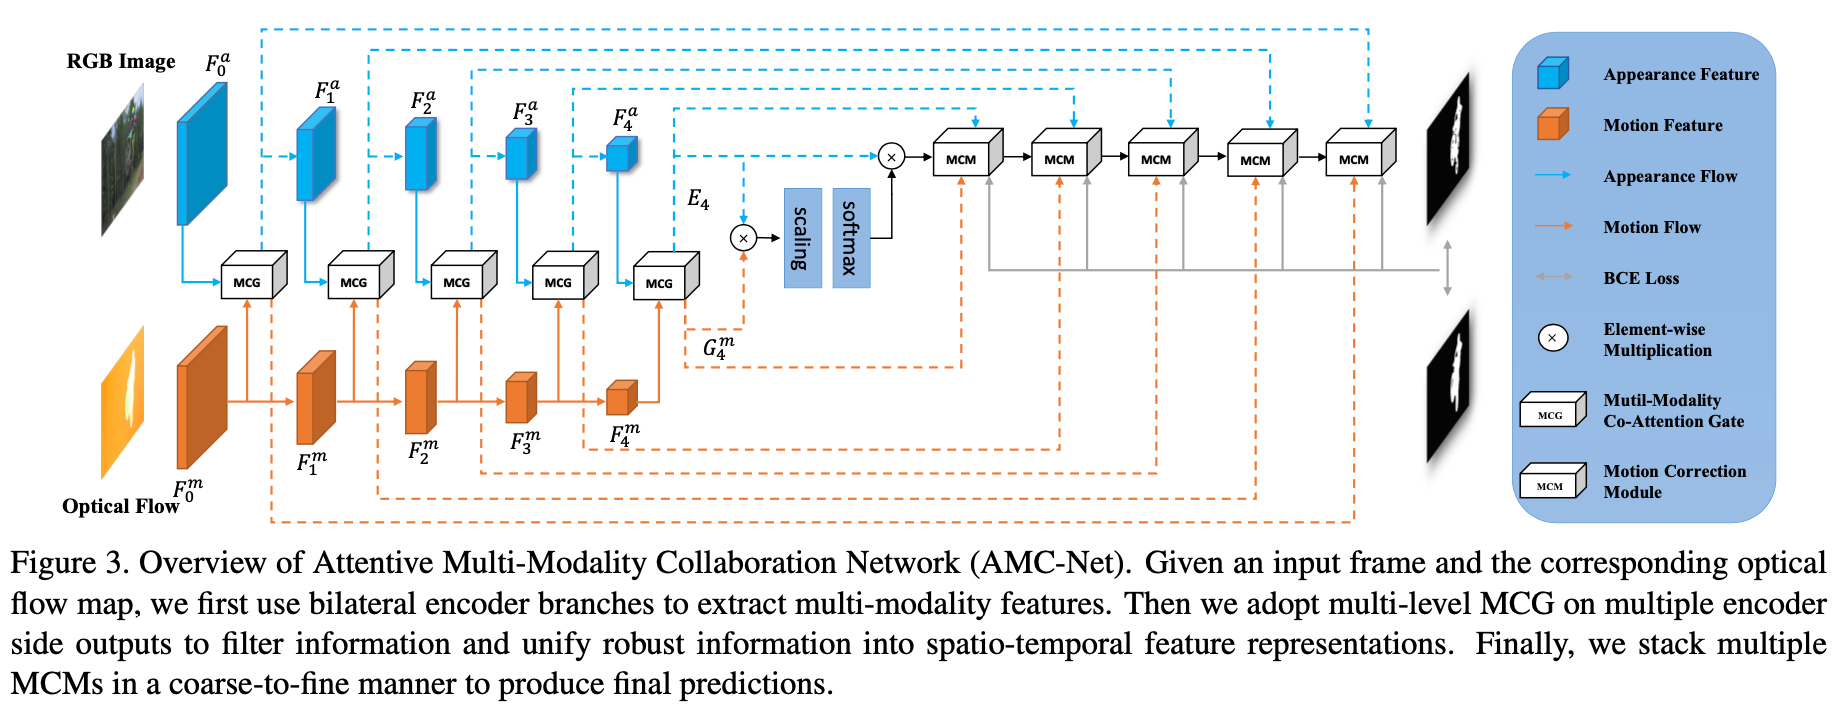 RGB Image
F_0^a
F_1^a
F_2^a
F_3^a
F_4^a
MCG
MCG
MCG
MCG
MCG
E_4
G_4^m
scaling
softmax
×
×
MCM
MCM
MCM
MCM
MCM
F_0^m
F_1^m
F_2^m
F_3^m
F_4^m
Optical Flow
Appearance Feature
Motion Feature
Appearance Flow
Motion Flow
BCE Loss
×
Element-wise
Multiplication
MCG
Mutil-Modality
Co-Attention Gate
MCM
Motion Correction
Module
Figure 3. Overview of Attentive Multi-Modality Collaboration Network (AMC-Net). Given an input frame and the corresponding optical
flow map, we first use bilateral encoder branches to extract multi-modality features. Then we adopt multi-level MCG on multiple encoder
side outputs to filter information and unify robust information into spatio-temporal feature representations. Finally, we stack multiple
MCMs in a coarse-to-fine manner to produce final predictions.